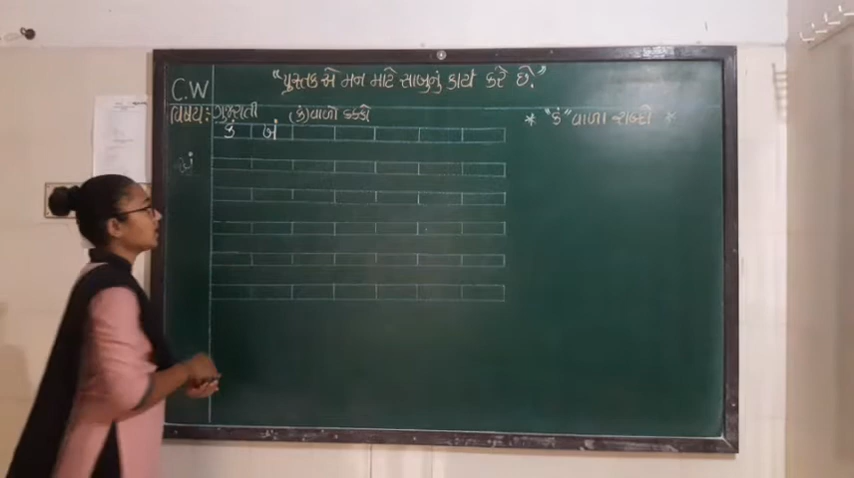 "પુસ્તક એ મન માટે સાબુનું કાર્ય કરે છે."
C.W
વિષય : ગુજરાતી (કં)વાળો કક્કો
* "કં" વાળા શબ્દો *
કં ખં
અં